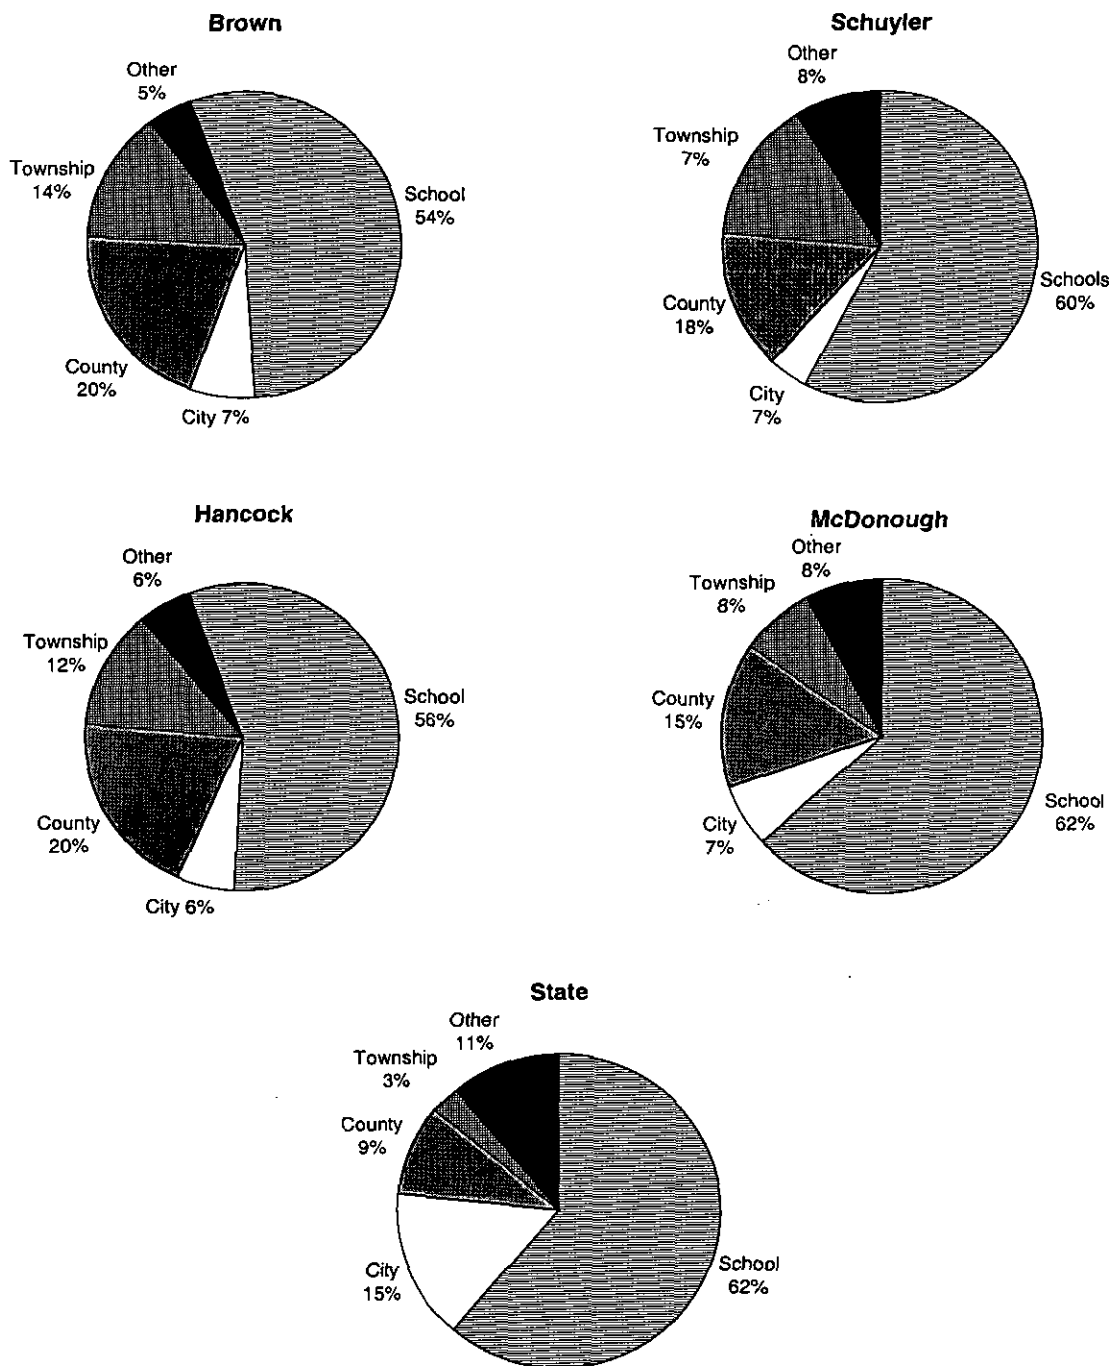 Brown
Other
5%
Township
14%
School
54%
County
20%
City 7%
Schuyler
Other
8%
Township
7%
Schools
60%
County
18%
City
7%
Hancock
Other
6%
Township
12%
School
56%
County
20%
City 6%
McDonough
Other
8%
Township
8%
County
15%
School
62%
City
7%
State
Other
11%
Township
3%
County
9%
School
62%
City
15%